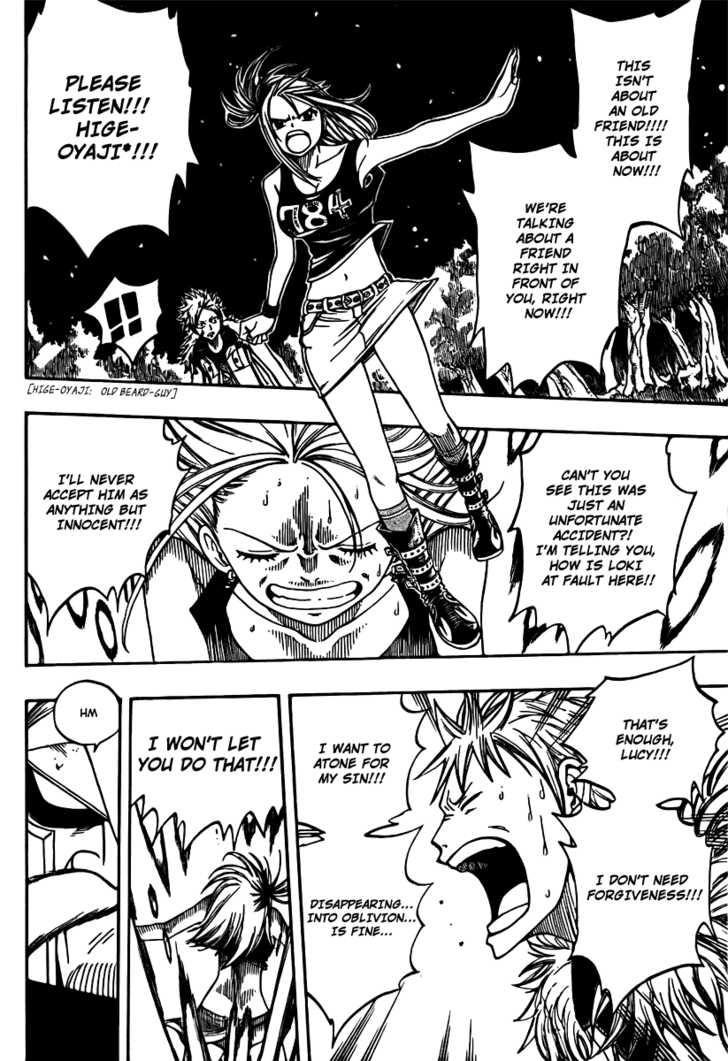 THIS
ISN'T
ABOUT
AN OLD
FRIEND!!!!
THIS IS
ABOUT
NOW!!!
WE'RE
TALKING
ABOUT A
FRIEND
RIGHT IN
FRONT OF
YOU, RIGHT
NOW!!!
PLEASE
LISTEN!!!
HIGE-
OYAJI*!!!
784
!!
[HIGE-OYAJI: OLD BEARD-GUY]
CAN'T YOU
SEE THIS WAS
JUST AN
UNFORTUNATE
ACCIDENT?!
I'M TELLING YOU,
HOW IS LOKI
AT FAULT HERE!!
I'LL NEVER
ACCEPT HIM AS
ANYTHING BUT
INNOCENT!!!
THAT'S
ENOUGH,
LUCY!!!
I DON'T NEED
FORGIVENESS!!!
I WANT TO
ATONE FOR
MY SIN!!!
DISAPPEARING...
INTO OBLIVION...
IS FINE...
I WON'T LET
YOU DO THAT!!!
HM